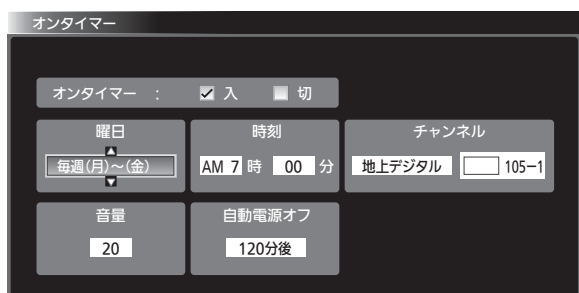 オンタイマー
オンタイマー : 入 切
曜日
毎週(月)～(金)
時刻
AM 7 時 00 分
チャンネル
地上デジタル 105−1
音量
20
自動電源オフ
120分後